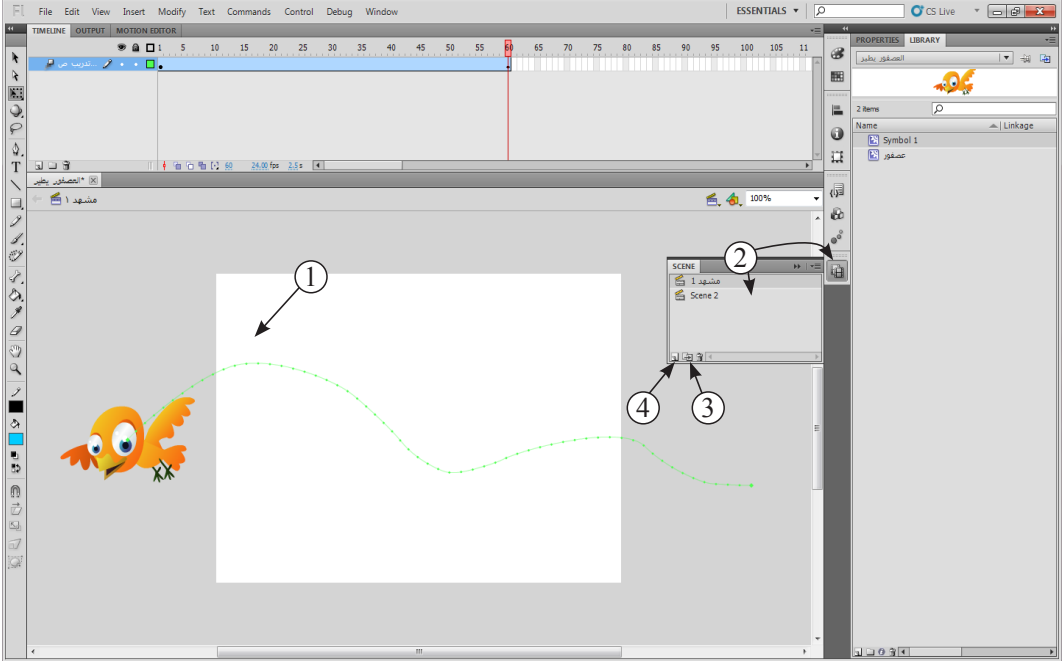 Fl File Edit View Insert Modify Text Commands Control Debug Window ESSENTIALS CS Live
TIMELINE OUTPUT MOTION EDITOR
1 5 10 15 20 25 30 35 40 45 50 55 60 65 70 75 80 85 90 95 100 105 11
تدريب ص...
60 24.00 fps 2.5 s
العصفور يطير*
مشهد ١
100%
1
SCENE
2
مشهد 1
Scene 2
4
3
PROPERTIES LIBRARY
العصفور يطير
2 items
Name Linkage
Symbol 1
عصفور